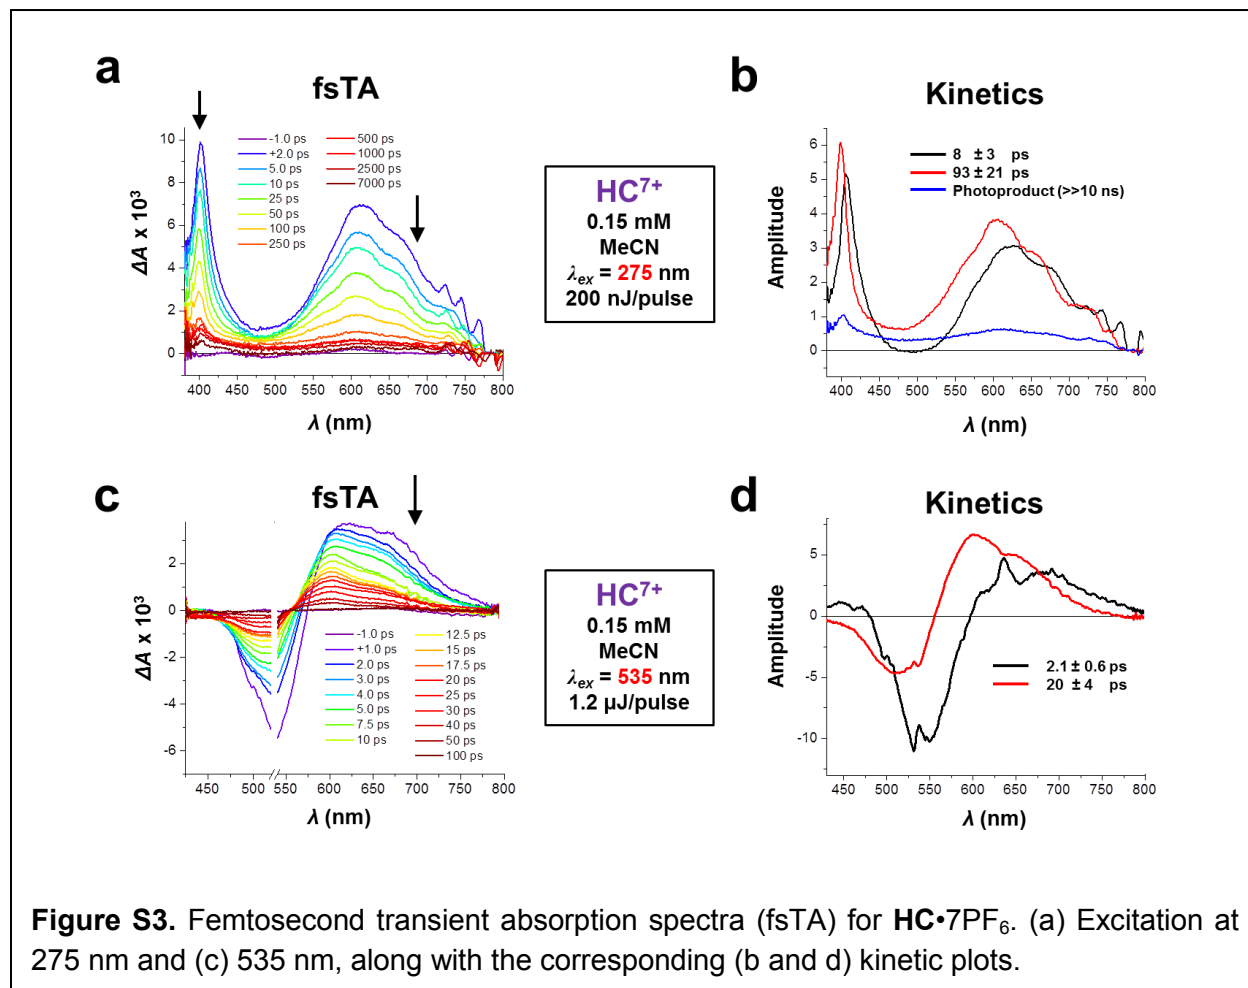 a
fsTA
10
8
6
4
2
0
ΔA x 10³
-1.0 ps
+2.0 ps
5.0 ps
10 ps
25 ps
50 ps
100 ps
250 ps
500 ps
1000 ps
2500 ps
7000 ps
400 450 500 550 600 650 700 750 800
λ (nm)
HC⁷⁺
0.15 mM
MeCN
λex = 275 nm
200 nJ/pulse
b
Kinetics
6
5
4
3
2
1
0
Amplitude
8 ± 3 ps
93 ± 21 ps
Photoproduct (>>10 ns)
400 450 500 550 600 650 700 750 800
λ (nm)
c
fsTA
2
0
-2
-4
-6
ΔA x 10³
-1.0 ps
+1.0 ps
2.0 ps
3.0 ps
4.0 ps
5.0 ps
7.5 ps
10 ps
12.5 ps
15 ps
17.5 ps
20 ps
25 ps
30 ps
40 ps
50 ps
100 ps
450 500 550 600 650 700 750 800
λ (nm)
HC⁷⁺
0.15 mM
MeCN
λex = 535 nm
1.2 µJ/pulse
d
Kinetics
5
0
-5
-10
Amplitude
2.1 ± 0.6 ps
20 ± 4 ps
450 500 550 600 650 700 750 800
λ (nm)
Figure S3. Femtosecond transient absorption spectra (fsTA) for HC•7PF₆. (a) Excitation at
275 nm and (c) 535 nm, along with the corresponding (b and d) kinetic plots.